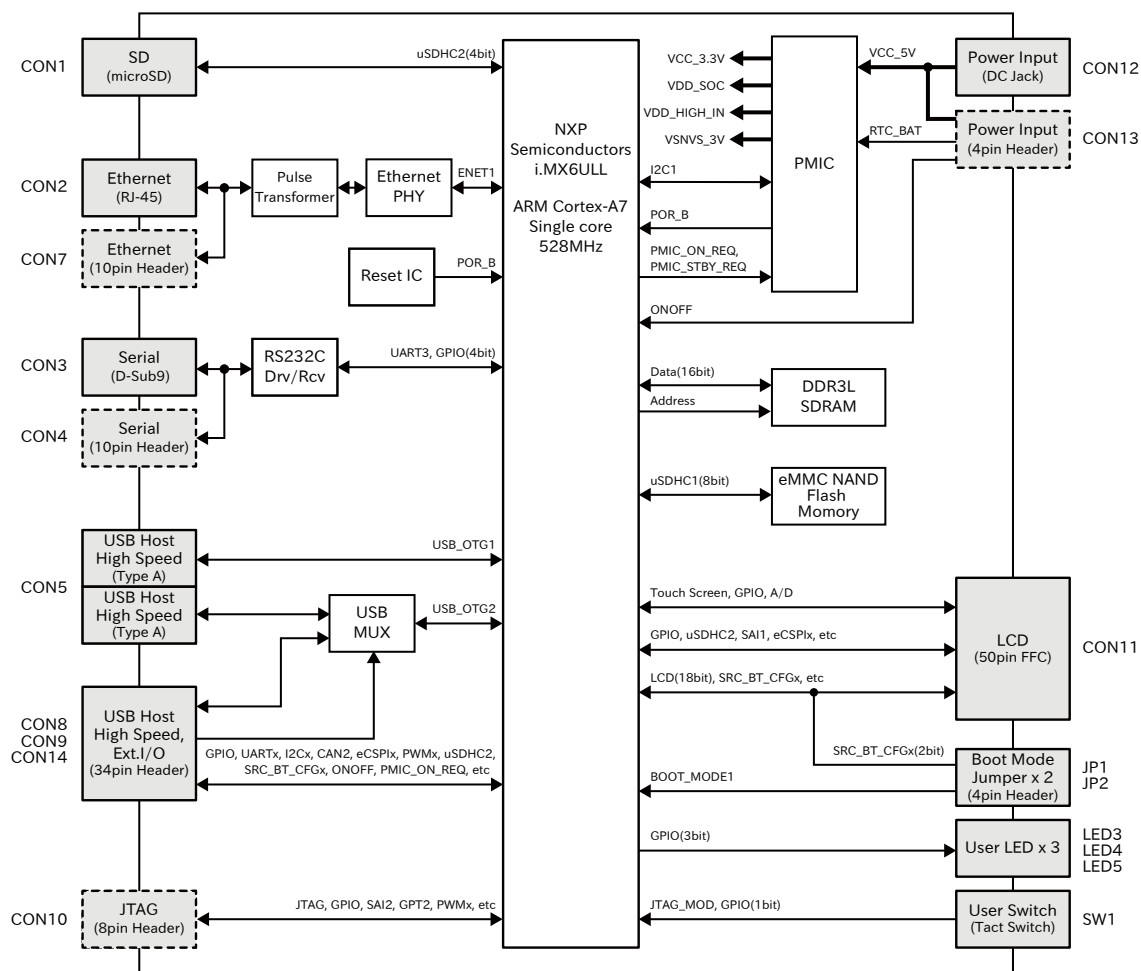 CON1
SD
(microSD)
uSDHC2(4bit)
CON2
Ethernet
(RJ-45)
Pulse
Transformer
Ethernet
PHY
ENET1
CON7
Ethernet
(10pin Header)
Reset IC
POR_B
CON3
Serial
(D-Sub9)
RS232C
Drv/Rcv
UART3, GPIO(4bit)
CON4
Serial
(10pin Header)
CON5
USB Host
High Speed
(Type A)
USB_OTG1
USB Host
High Speed
(Type A)
USB
MUX
USB_OTG2
CON8
CON9
CON14
USB Host
High Speed,
Ext.I/O
(34pin Header)
GPIO, UARTx, I2Cx, CAN2, eCSPIx, PWMx, uSDHC2,
SRC_BT_CFGx, ONOFF, PMIC_ON_REQ, etc
CON10
JTAG
(8pin Header)
JTAG, GPIO, SAI2, GPT2, PWMx, etc
NXP
Semiconductors
i.MX6ULL
ARM Cortex-A7
Single core
528MHz
VCC_3.3V
VDD_SOC
VDD_HIGH_IN
VSNVS_3V
I2C1
POR_B
PMIC_ON_REQ,
PMIC_STBY_REQ
ONOFF
PMIC
VCC_5V
RTC_BAT
Power Input
(DC Jack)
CON12
Power Input
(4pin Header)
CON13
Data(16bit)
Address
DDR3L
SDRAM
uSDHC1(8bit)
eMMC NAND
Flash
Momory
Touch Screen, GPIO, A/D
GPIO, uSDHC2, SAI1, eCSPIx, etc
LCD(18bit), SRC_BT_CFGx, etc
LCD
(50pin FFC)
CON11
SRC_BT_CFGx(2bit)
BOOT_MODE1
Boot Mode
Jumper x 2
(4pin Header)
JP1
JP2
GPIO(3bit)
User LED x 3
LED3
LED4
LED5
JTAG_MOD, GPIO(1bit)
User Switch
(Tact Switch)
SW1